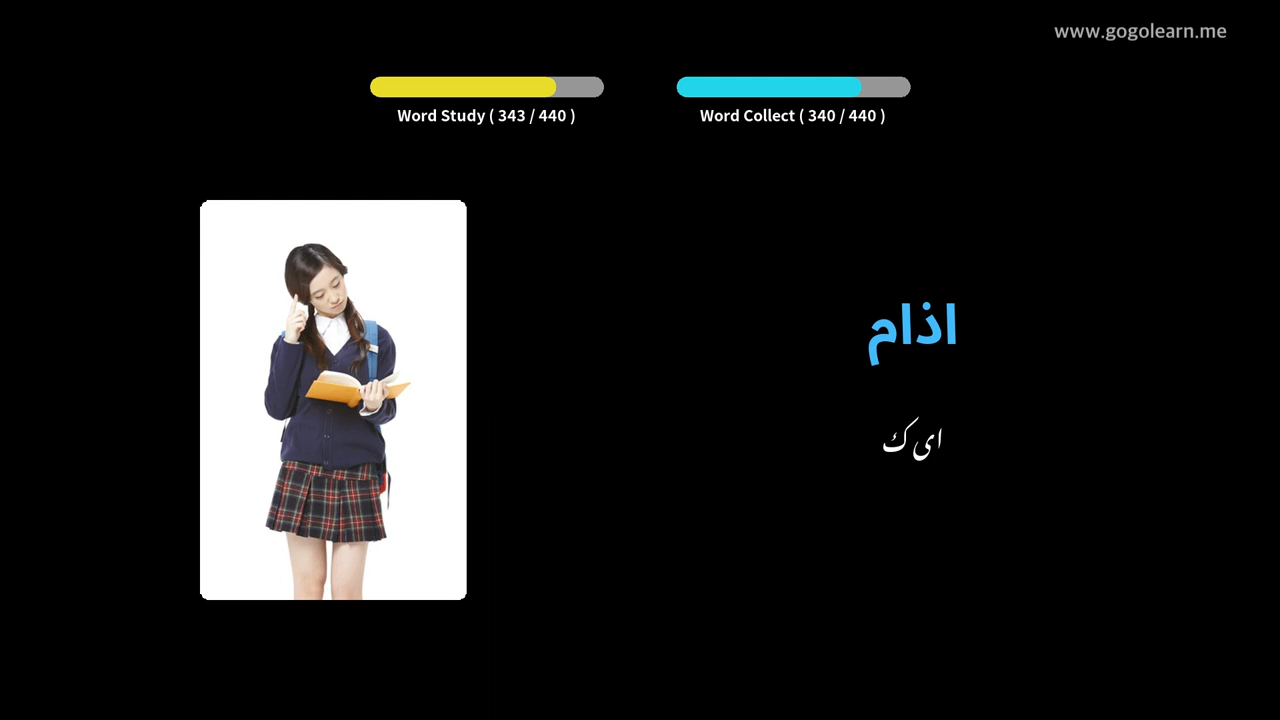 www.gogolearn.me
Word Study ( 343 / 440 )
Word Collect ( 340 / 440 )
اذام
ای ک